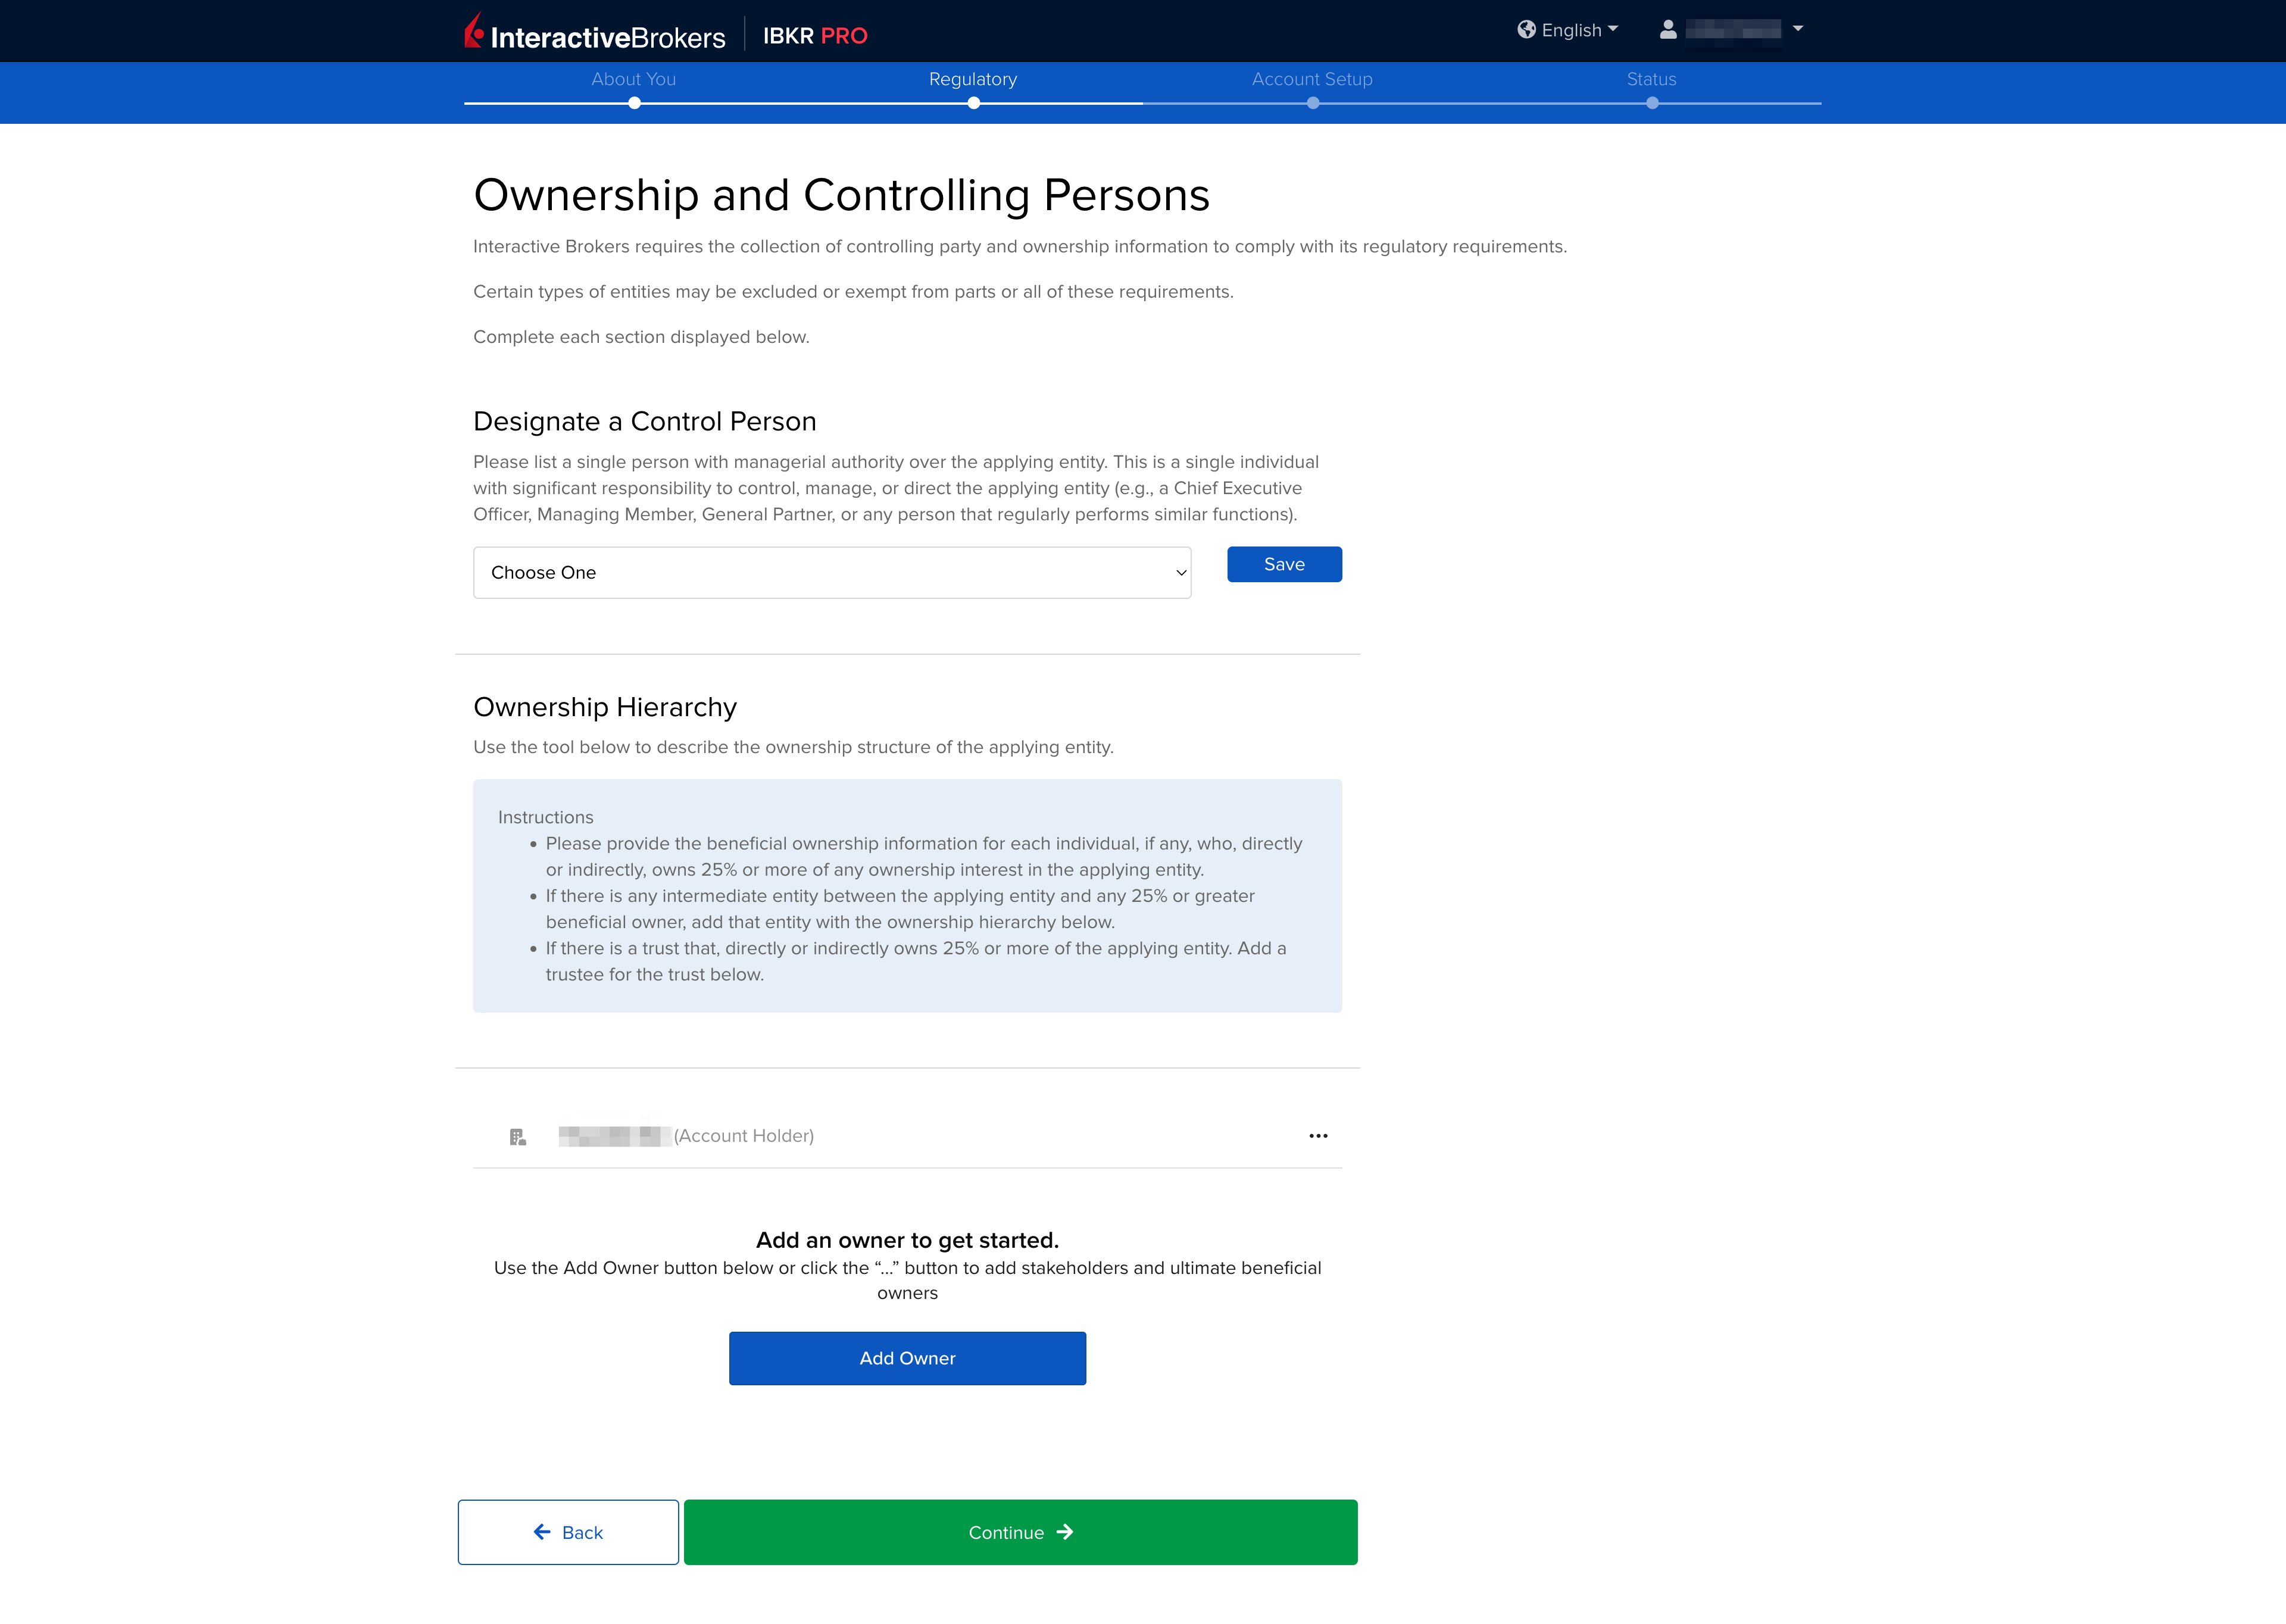 InteractiveBrokers IBKR PRO English
About You Regulatory Account Setup Status
Ownership and Controlling Persons
Interactive Brokers requires the collection of controlling party and ownership information to comply with its regulatory requirements.
Certain types of entities may be excluded or exempt from parts or all of these requirements.
Complete each section displayed below.
Designate a Control Person
Please list a single person with managerial authority over the applying entity. This is a single individual
with significant responsibility to control, manage, or direct the applying entity (e.g., a Chief Executive
Officer, Managing Member, General Partner, or any person that regularly performs similar functions).
Choose One Save
Ownership Hierarchy
Use the tool below to describe the ownership structure of the applying entity.
Instructions
• Please provide the beneficial ownership information for each individual, if any, who, directly
or indirectly, owns 25% or more of any ownership interest in the applying entity.
• If there is any intermediate entity between the applying entity and any 25% or greater
beneficial owner, add that entity with the ownership hierarchy below.
• If there is a trust that, directly or indirectly owns 25% or more of the applying entity. Add a
trustee for the trust below.
(Account Holder) ...
Add an owner to get started.
Use the Add Owner button below or click the “...” button to add stakeholders and ultimate beneficial
owners
Add Owner
Back Continue